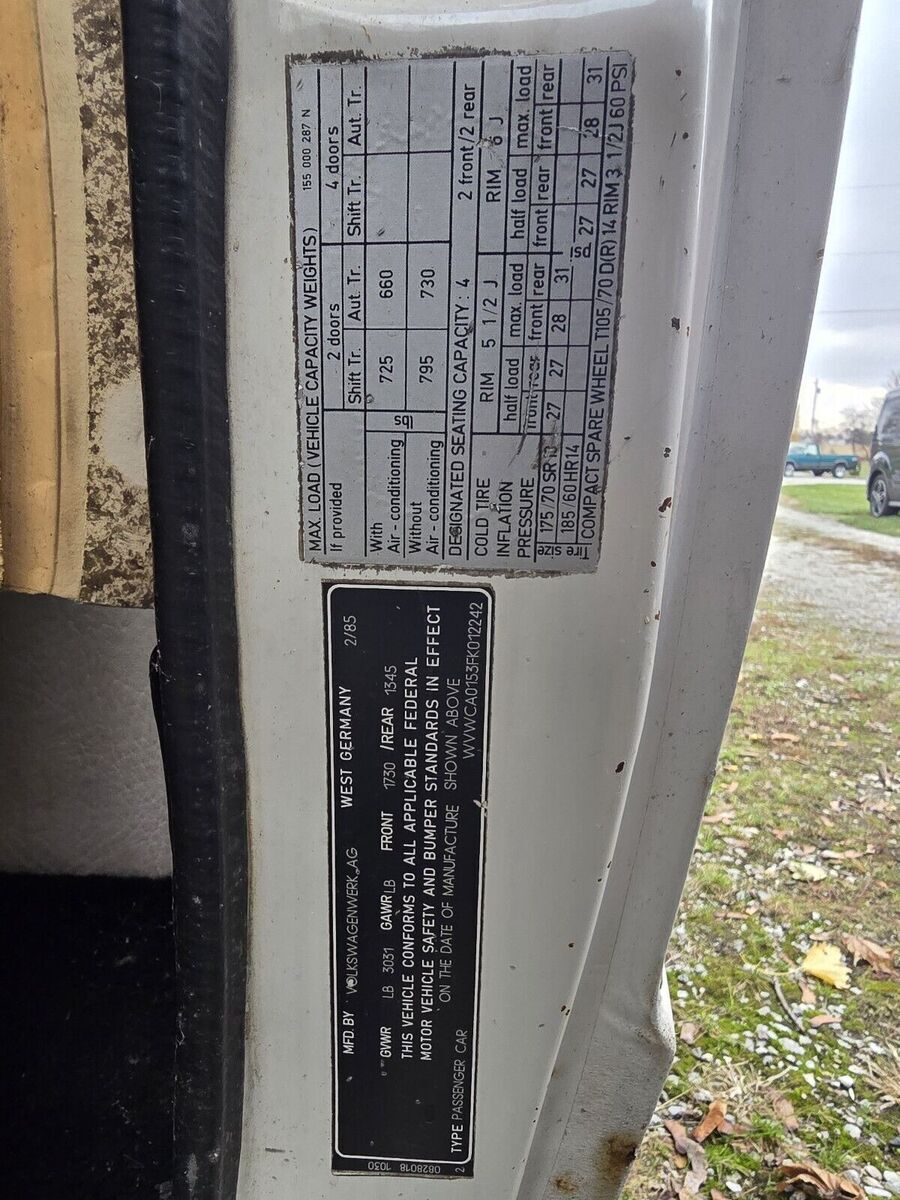 MAX. LOAD (VEHICLE CAPACITY WEIGHTS) 155 000 287 N
If provided 2 doors 4 doors
Shift Tr. Aut. Tr. Shift Tr. Aut. Tr.
With
Air - conditioning lbs 725 660
Without
Air - conditioning 795 730
DESIGNATED SEATING CAPACITY : 4 2 front/2 rear
COLD TIRE RIM 5 1/2 J RIM 6 J
INFLATION half load max. load half load max. load
PRESSURE front rear front rear front rear front rear
Tire size 175/70 SR 27 27 28 31 psi
185/60 HR14 27 27 28 31
COMPACT SPARE WHEEL T105/70 D(R) 14 RIM 3 1/2J 60 PSI
MFD. BY VOLKSWAGENWERK AG WEST GERMANY 2/85
GVWR LB 3031 GAWR LB FRONT 1730 /REAR 1345
THIS VEHICLE CONFORMS TO ALL APPLICABLE FEDERAL
MOTOR VEHICLE SAFETY AND BUMPER STANDARDS IN EFFECT
ON THE DATE OF MANUFACTURE SHOWN ABOVE
TYPE PASSENGER CAR WVWCA0153FK012242
0828018
1030 2